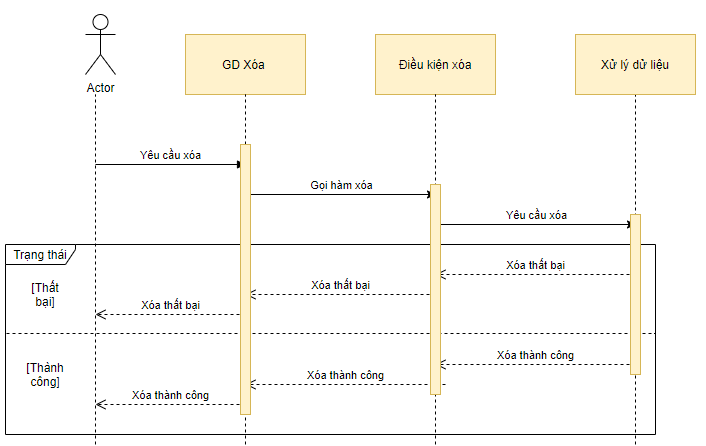 GD Xóa
Điều kiện xóa
Xử lý dử liệu
Actor
Yêu cầu xóa
Gọi hàm xóa
Yêu cầu xóa
Trạng thái
Xóa thất bại
[Thất
bại]
Xóa thất bại
Xóa thất bại
Xóa thành công
[Thành
công]
Xóa thành công
Xóa thành công